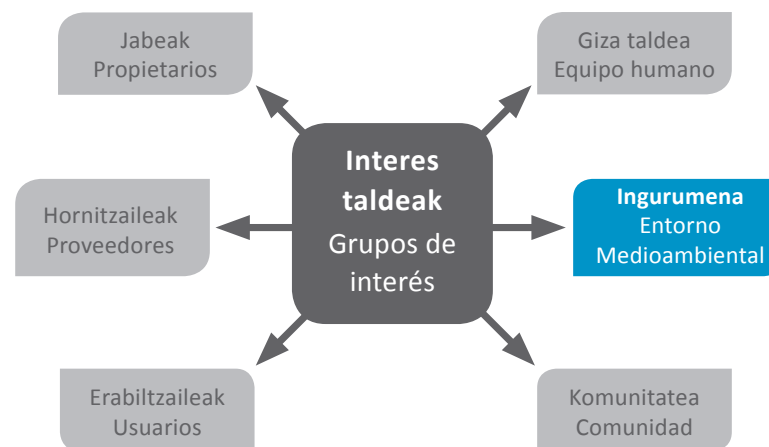 Jabeak
Propietarios
Giza taldea
Equipo humano
Interes
taldeak
Grupos de
interés
Hornitzaileak
Proveedores
Ingurumena
Entorno
Medioambiental
Erabiltzaileak
Usuarios
Komunitatea
Comunidad